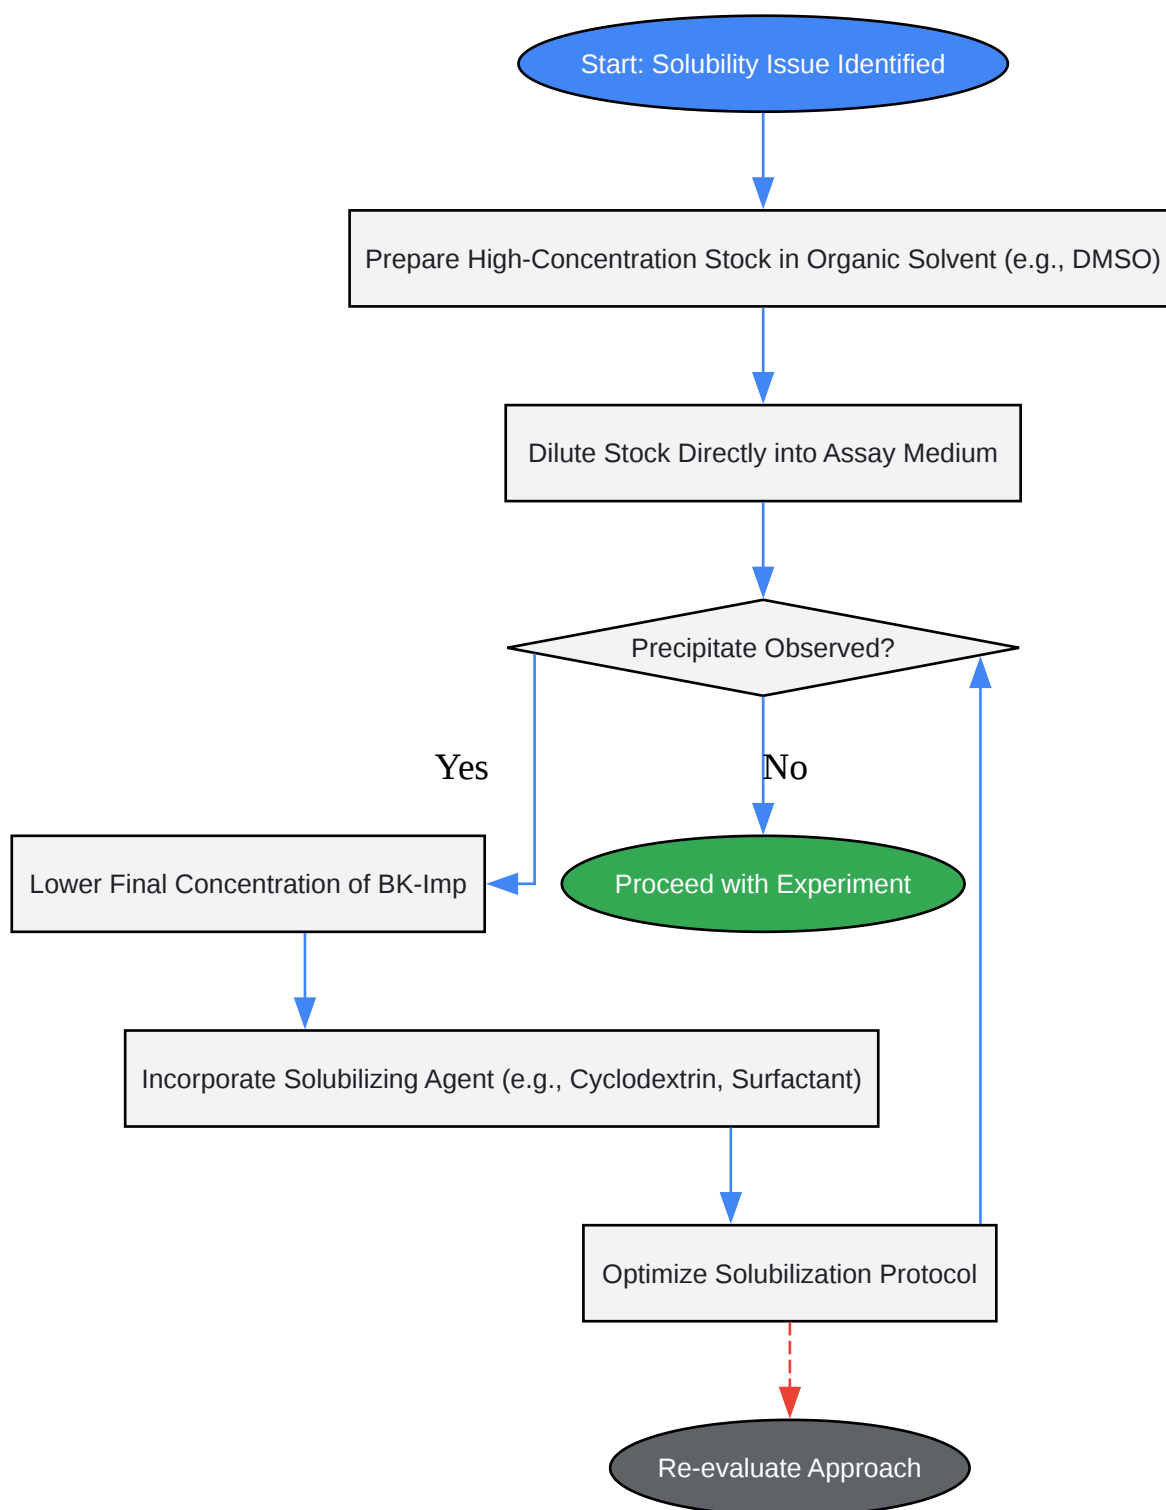 Start: Solubility Issue Identified
Prepare High-Concentration Stock in Organic Solvent (e.g., DMSO)
Dilute Stock Directly into Assay Medium
Precipitate Observed?
Yes
No
Lower Final Concentration of BK-Imp
Proceed with Experiment
Incorporate Solubilizing Agent (e.g., Cyclodextrin, Surfactant)
Optimize Solubilization Protocol
Re-evaluate Approach